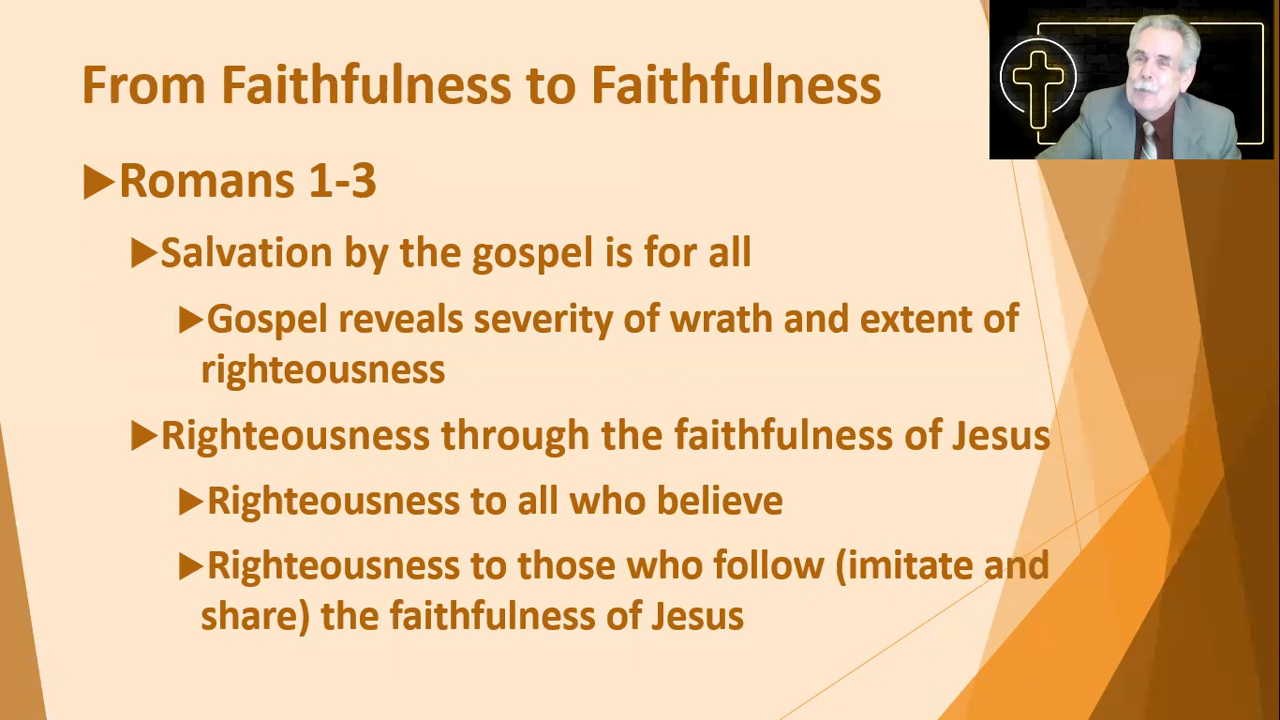 From Faithfulness to Faithfulness
Romans 1-3
Salvation by the gospel is for all
Gospel reveals severity of wrath and extent of
righteousness
Righteousness through the faithfulness of Jesus
Righteousness to all who believe
Righteousness to those who follow (imitate and
share) the faithfulness of Jesus